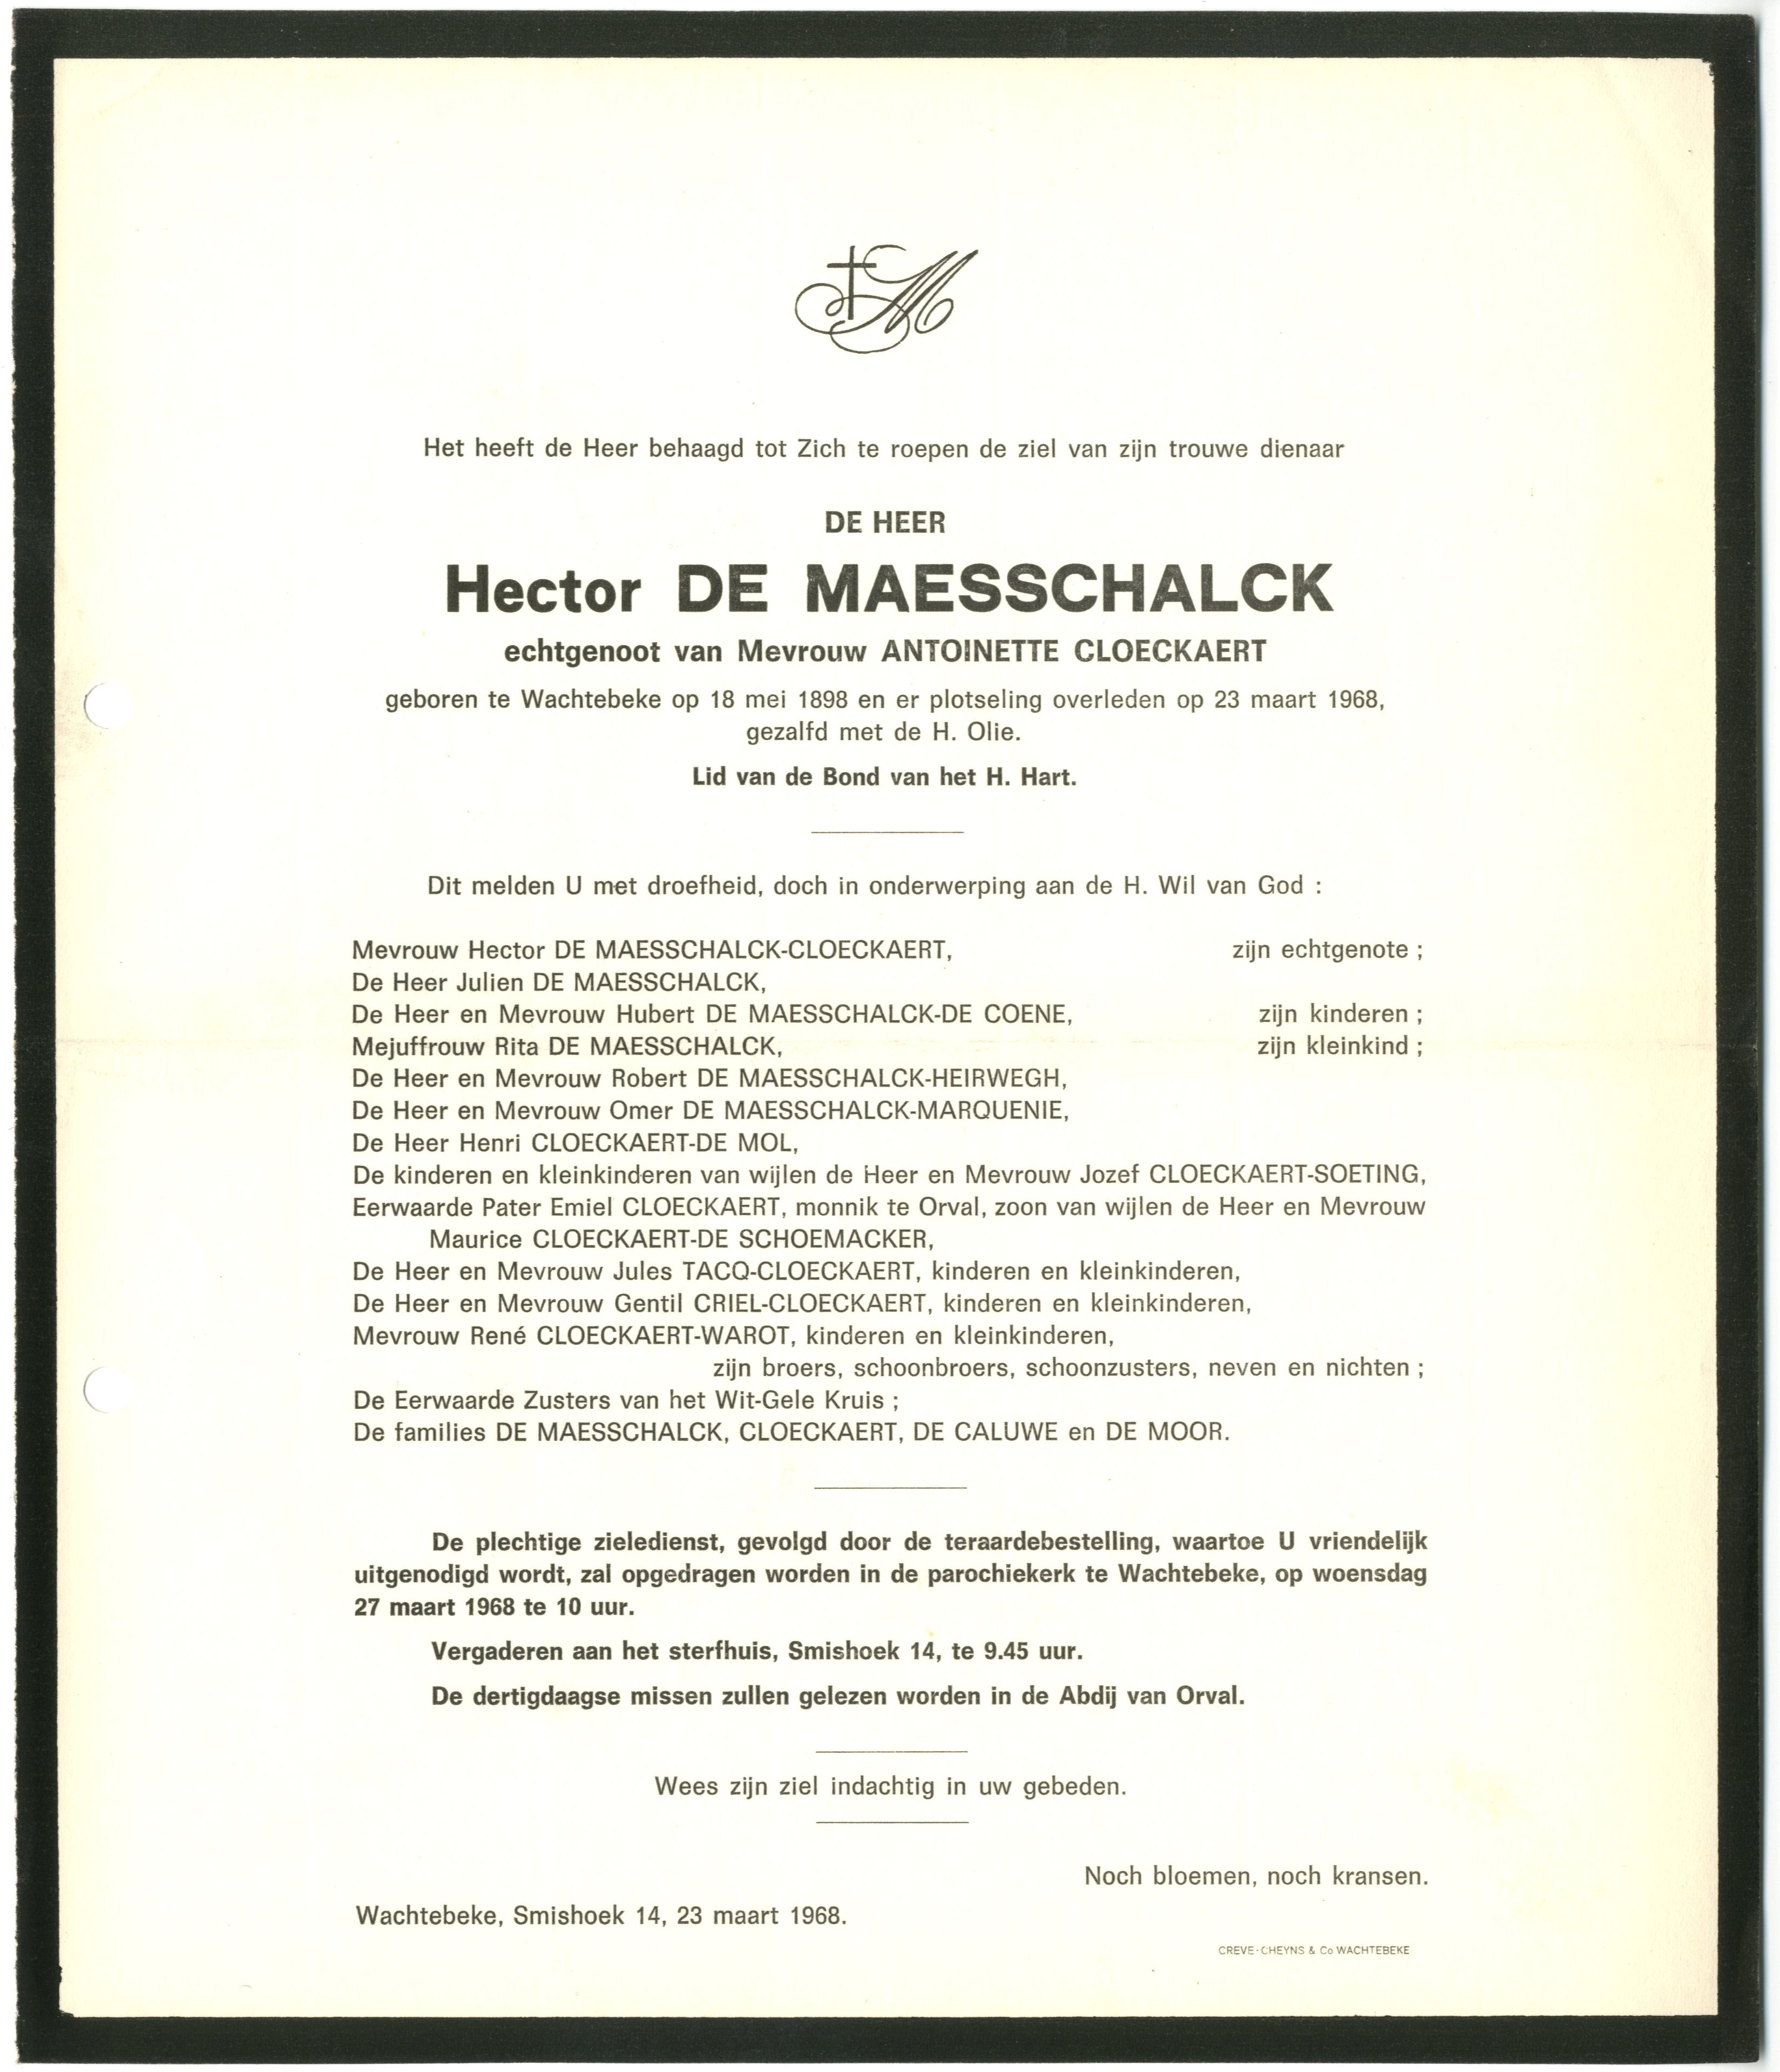 M
Het heeft de Heer behaagd tot Zich te roepen de ziel van zijn trouwe dienaar
DE HEER
Hector DE MAESSCHALCK
echtgenoot van Mevrouw ANTOINETTE CLOECKAERT
geboren te Wachtebeke op 18 mei 1898 en er plotseling overleden op 23 maart 1968,
gezalfd met de H. Olie.
Lid van de Bond van het H. Hart.
Dit melden U met droefheid, doch in onderwerping aan de H. Wil van God :
Mevrouw Hector DE MAESSCHALCK-CLOECKAERT, zijn echtgenote ;
De Heer Julien DE MAESSCHALCK,
De Heer en Mevrouw Hubert DE MAESSCHALCK-DE COENE, zijn kinderen ;
Mejuffrouw Rita DE MAESSCHALCK, zijn kleinkind ;
De Heer en Mevrouw Robert DE MAESSCHALCK-HEIRWEGH,
De Heer en Mevrouw Omer DE MAESSCHALCK-MARQUENIE,
De Heer Henri CLOECKAERT-DE MOL,
De kinderen en kleinkinderen van wijlen de Heer en Mevrouw Jozef CLOECKAERT-SOETING,
Eerwaarde Pater Emiel CLOECKAERT, monnik te Orval, zoon van wijlen de Heer en Mevrouw
Maurice CLOECKAERT-DE SCHOEMACKER,
De Heer en Mevrouw Jules TACQ-CLOECKAERT, kinderen en kleinkinderen,
De Heer en Mevrouw Gentil CRIEL-CLOECKAERT, kinderen en kleinkinderen,
Mevrouw René CLOECKAERT-WAROT, kinderen en kleinkinderen,
zijn broers, schoonbroers, schoonzusters, neven en nichten ;
De Eerwaarde Zusters van het Wit-Gele Kruis ;
De families DE MAESSCHALCK, CLOECKAERT, DE CALUWE en DE MOOR.
De plechtige zieledienst, gevolgd door de teraardebestelling, waartoe U vriendelijk
uitgenodigd wordt, zal opgedragen worden in de parochiekerk te Wachtebeke, op woensdag
27 maart 1968 te 10 uur.
Vergaderen aan het sterfhuis, Smishoek 14, te 9.45 uur.
De dertigdaagse missen zullen gelezen worden in de Abdij van Orval.
Wees zijn ziel indachtig in uw gebeden.
Noch bloemen, noch kransen.
Wachtebeke, Smishoek 14, 23 maart 1968.
CREVE-CHEYNS & Co WACHTEBEKE